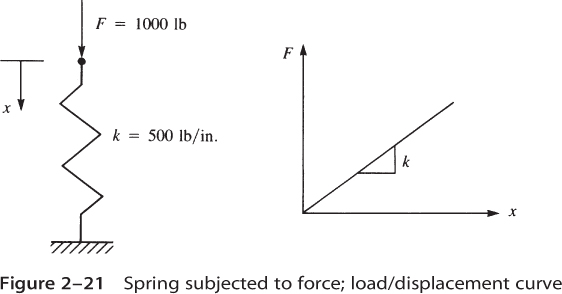 F = 1000 lb
x
k = 500 lb/in.
F
k
x
Figure 2–21 Spring subjected to force; load/displacement curve